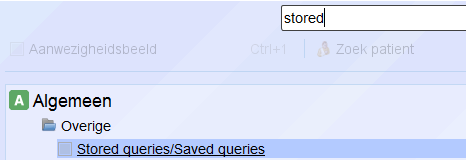 stored
Aanwezigheidsbeeld Ctrl+1 Zoek patient
A Algemeen
Overige
Stored queries/Saved queries